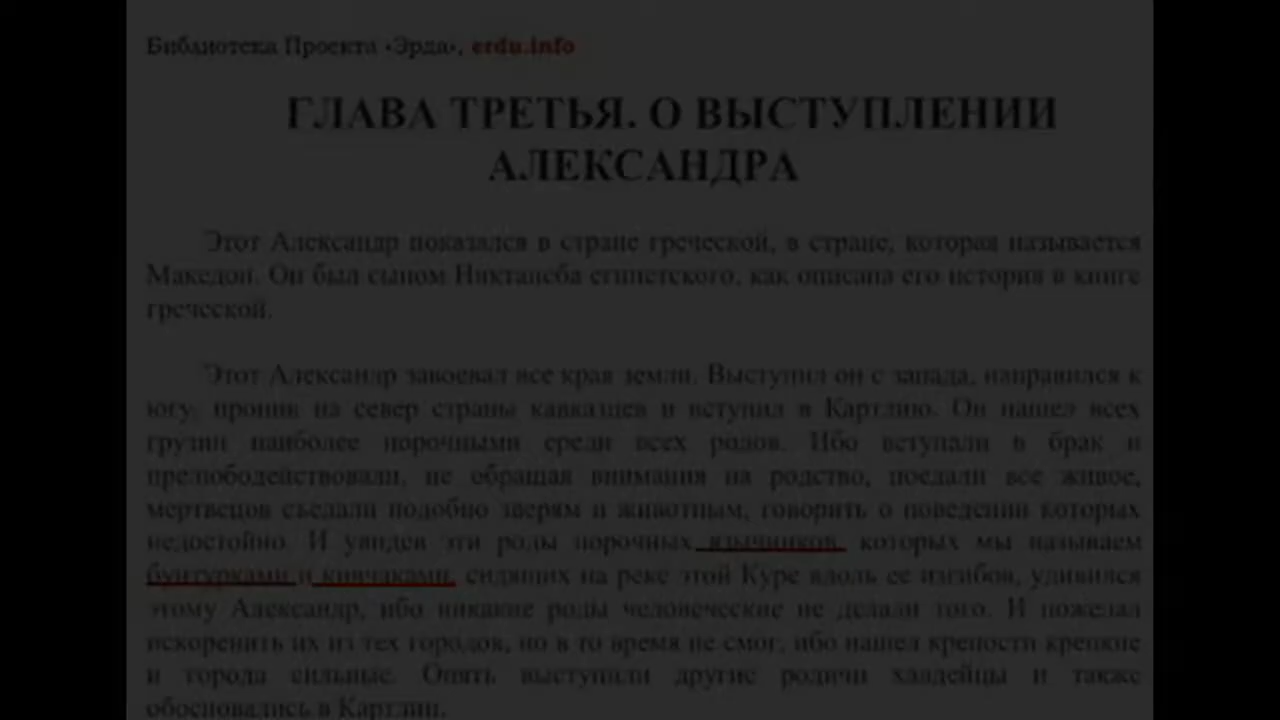 Библиотека Проекта «Эрда», erdu.info
ГЛАВА ТРЕТЬЯ. О ВЫСТУПЛЕНИИ
АЛЕКСАНДРА
Этот Александр показался в стране греческой, в стране, которая называется
Македон. Он был сыном Никтанеба египетского, как описана его история в книге
греческой.
Этот Александр завоевал все края земли. Выступил он с запада, направился к
югу, проник на север страны кавказцев и вступил в Картлию. Он нашел всех
грузин наиболее порочными среди всех родов. Ибо вступали в брак и
прелюбодействовали, не обращая внимания на родство, поедали все живое,
мертвецов съедали подобно зверям и животным, говорить о поведении которых
недостойно. И увидев эти роды порочных язычников, которых мы называем
бунтурками и кивчаками, сидящих на реке этой Куре вдоль ее изгибов, удивился
этому Александр, ибо никакие роды человеческие не делали того. И пожелал
искоренить их из тех городов, но в то время не смог, ибо нашел крепости крепкие
и города сильные. Опять выступили другие родичи халдейцы и также
обосновались в Картлии.